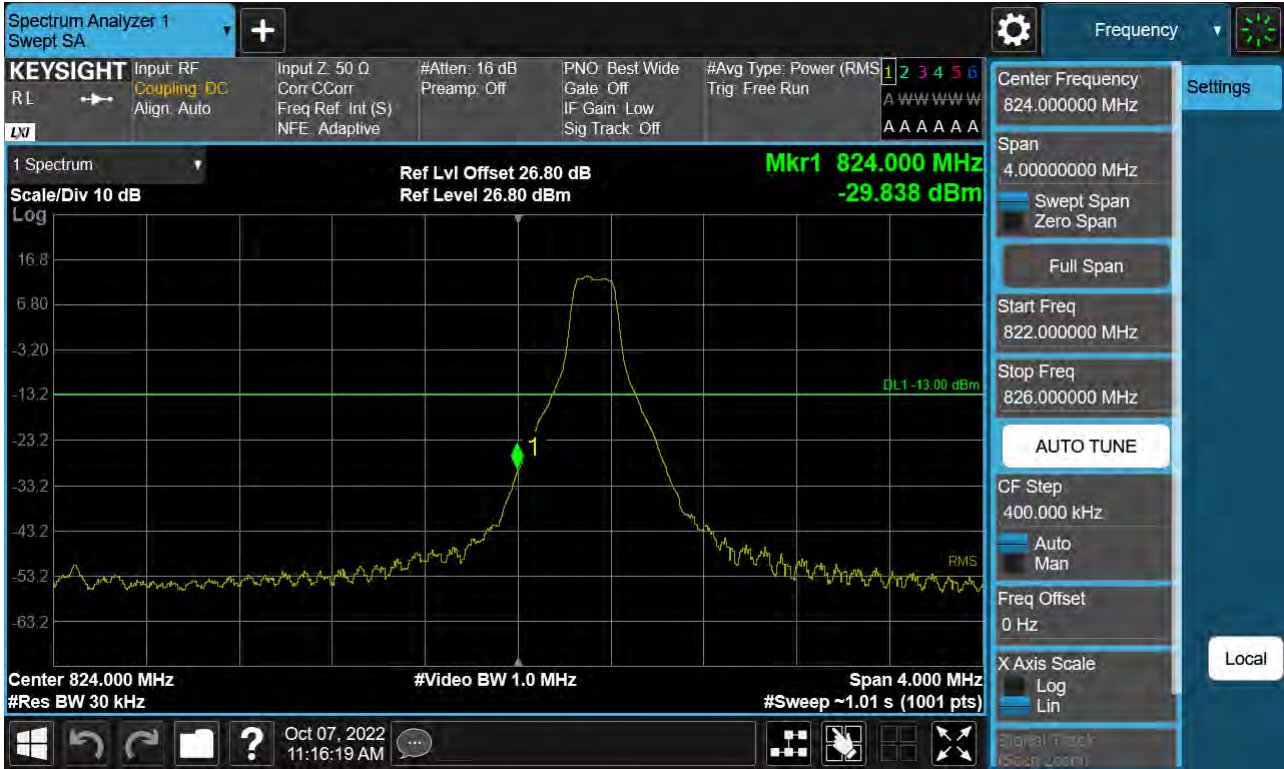 Spectrum Analyzer 1
Swept SA
Frequency
KEYSIGHT
R L
LXI
Input: RF
Coupling: DC
Align: Auto
Input Z: 50 Ω
Corr CCorr
Freq Ref: Int (S)
NFE: Adaptive
#Atten: 16 dB
Preamp: Off
PNO: Best Wide
Gate: Off
IF Gain: Low
Sig Track: Off
#Avg Type: Power (RMS
Trig: Free Run
1 2 3 4 5 6
A W W W W W
A A A A A A
1 Spectrum
Scale/Div 10 dB
Log
Ref Lvl Offset 26.80 dB
Ref Level 26.80 dBm
Mkr1 824.000 MHz
-29.838 dBm
16.8
6.80
-3.20
-13.2
-23.2
-33.2
-43.2
-53.2
-63.2
DL1 -13.00 dBm
1
RMS
Center 824.000 MHz
#Res BW 30 kHz
#Video BW 1.0 MHz
Span 4.000 MHz
#Sweep ~1.01 s (1001 pts)
Center Frequency
824.000000 MHz
Settings
Span
4.00000000 MHz
Swept Span
Zero Span
Full Span
Start Freq
822.000000 MHz
Stop Freq
826.000000 MHz
AUTO TUNE
CF Step
400.000 kHz
Auto
Man
Freq Offset
0 Hz
X Axis Scale
Log
Lin
Local
Signal Track
(Span Zoom)
?
Oct 07, 2022
11:16:19 AM